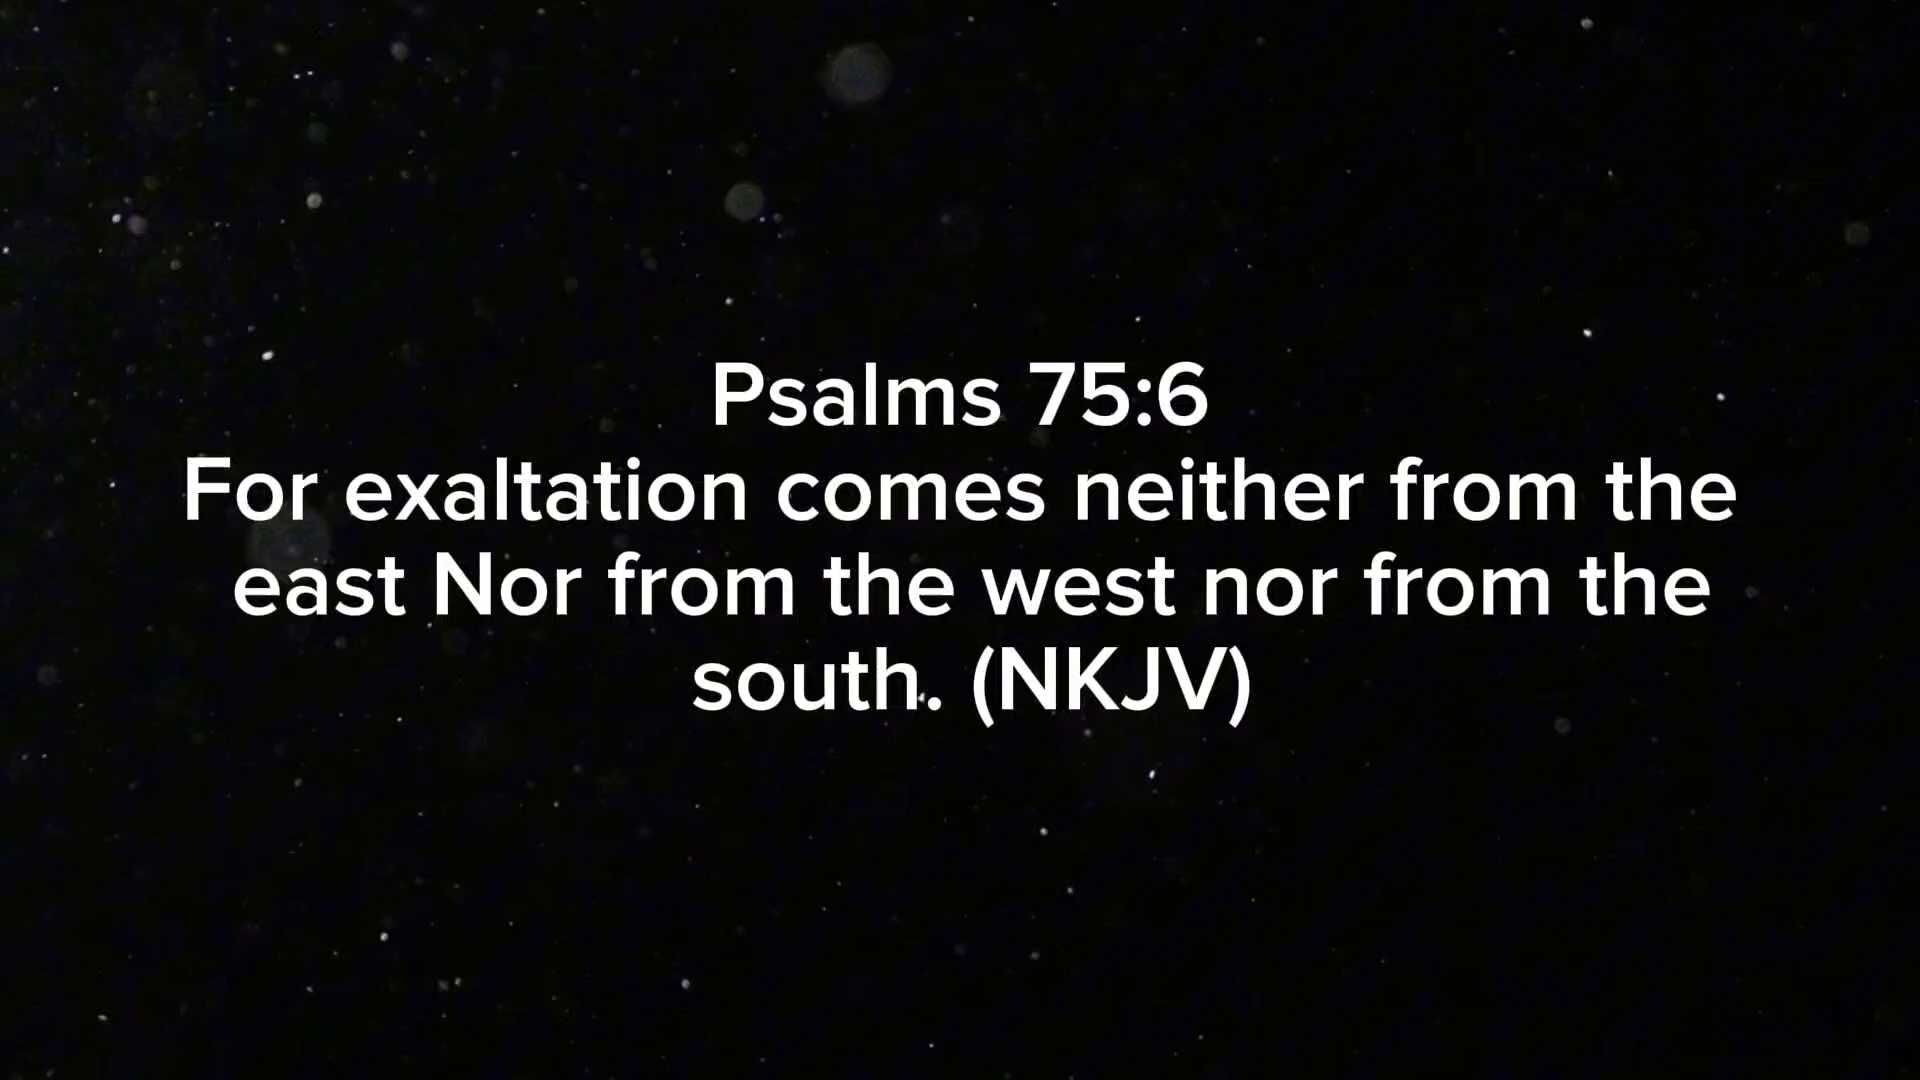 Psalms 75:6
For exaltation comes neither from the
east Nor from the west nor from the
south. (NKJV)